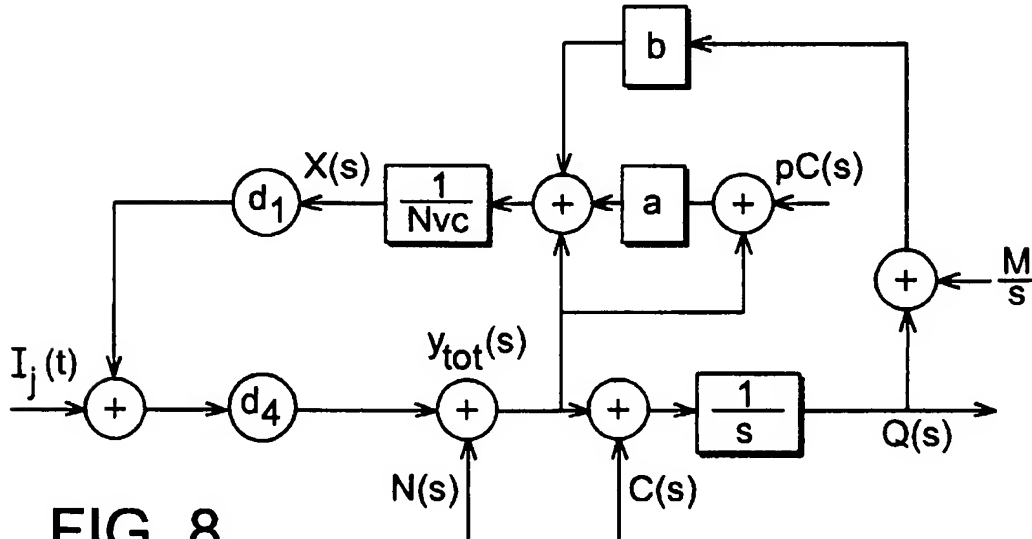 b
X(s)
pC(s)
d1
1
Nvc
+
a
+
+
M
s
Ij(t)
ytot(s)
+
d4
+
+
1
s
Q(s)
N(s)
C(s)
FIG. 8